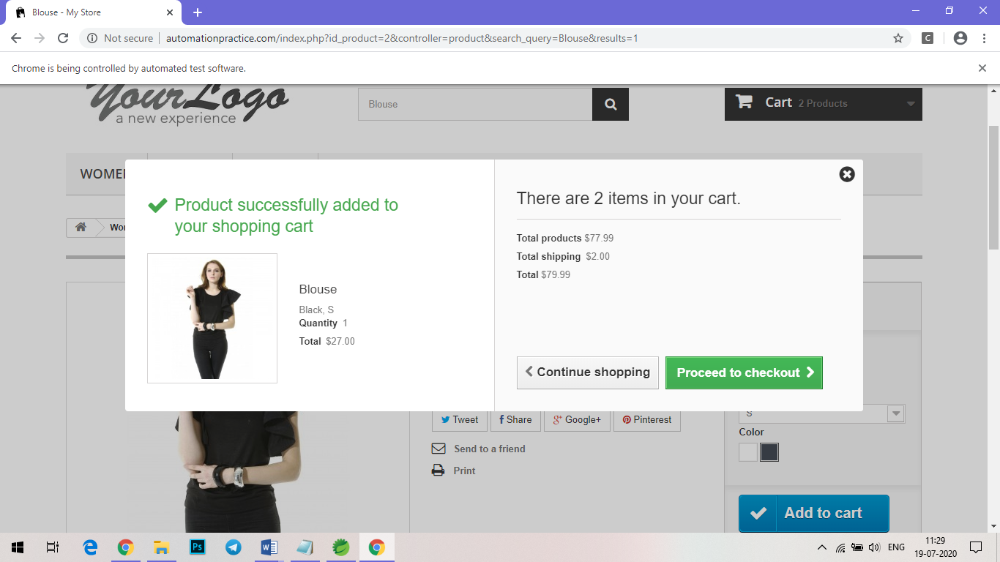 Blouse - My Store
Not secure | automationpractice.com/index.php?id_product=2&controller=product&search_query=Blouse&results=1
C
Chrome is being controlled by automated test software.
YourLogo
a new experience
Blouse
Cart 2 Products
Product successfully added to
your shopping cart
Blouse
Black, S
Quantity 1
Total $27.00
There are 2 items in your cart.
Total products $77.99
Total shipping $2.00
Total $79.99
Continue shopping
Proceed to checkout
Tweet
Share
Google+
Pinterest
Send to a friend
Print
S
Color
Add to cart
Ps
ENG
11:29
19-07-2020